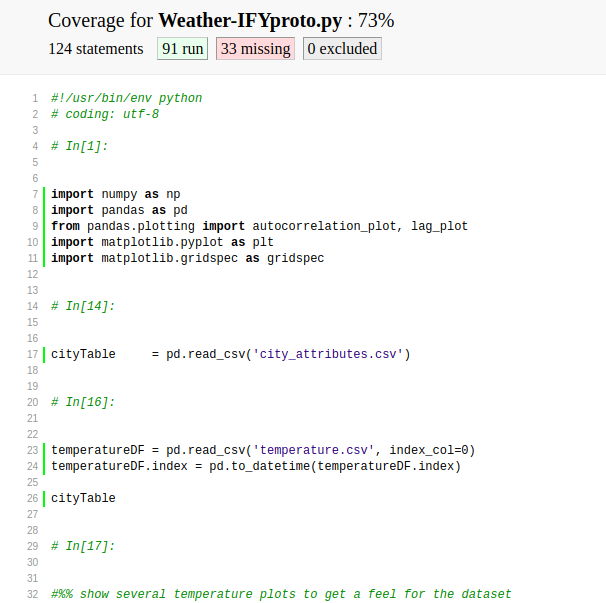 Coverage for Weather-IFYproto.py : 73%
124 statements 91 run 33 missing 0 excluded
1 #!/usr/bin/env python
2 # coding: utf-8
3
4 # In[1]:
5
6
7 import numpy as np
8 import pandas as pd
9 from pandas.plotting import autocorrelation_plot, lag_plot
10 import matplotlib.pyplot as plt
11 import matplotlib.gridspec as gridspec
12
13
14 # In[14]:
15
16
17 cityTable     = pd.read_csv('city_attributes.csv')
18
19
20 # In[16]:
21
22
23 temperatureDF = pd.read_csv('temperature.csv', index_col=0)
24 temperatureDF.index = pd.to_datetime(temperatureDF.index)
25
26 cityTable
27
28
29 # In[17]:
30
31
32 #%% show several temperature plots to get a feel for the dataset